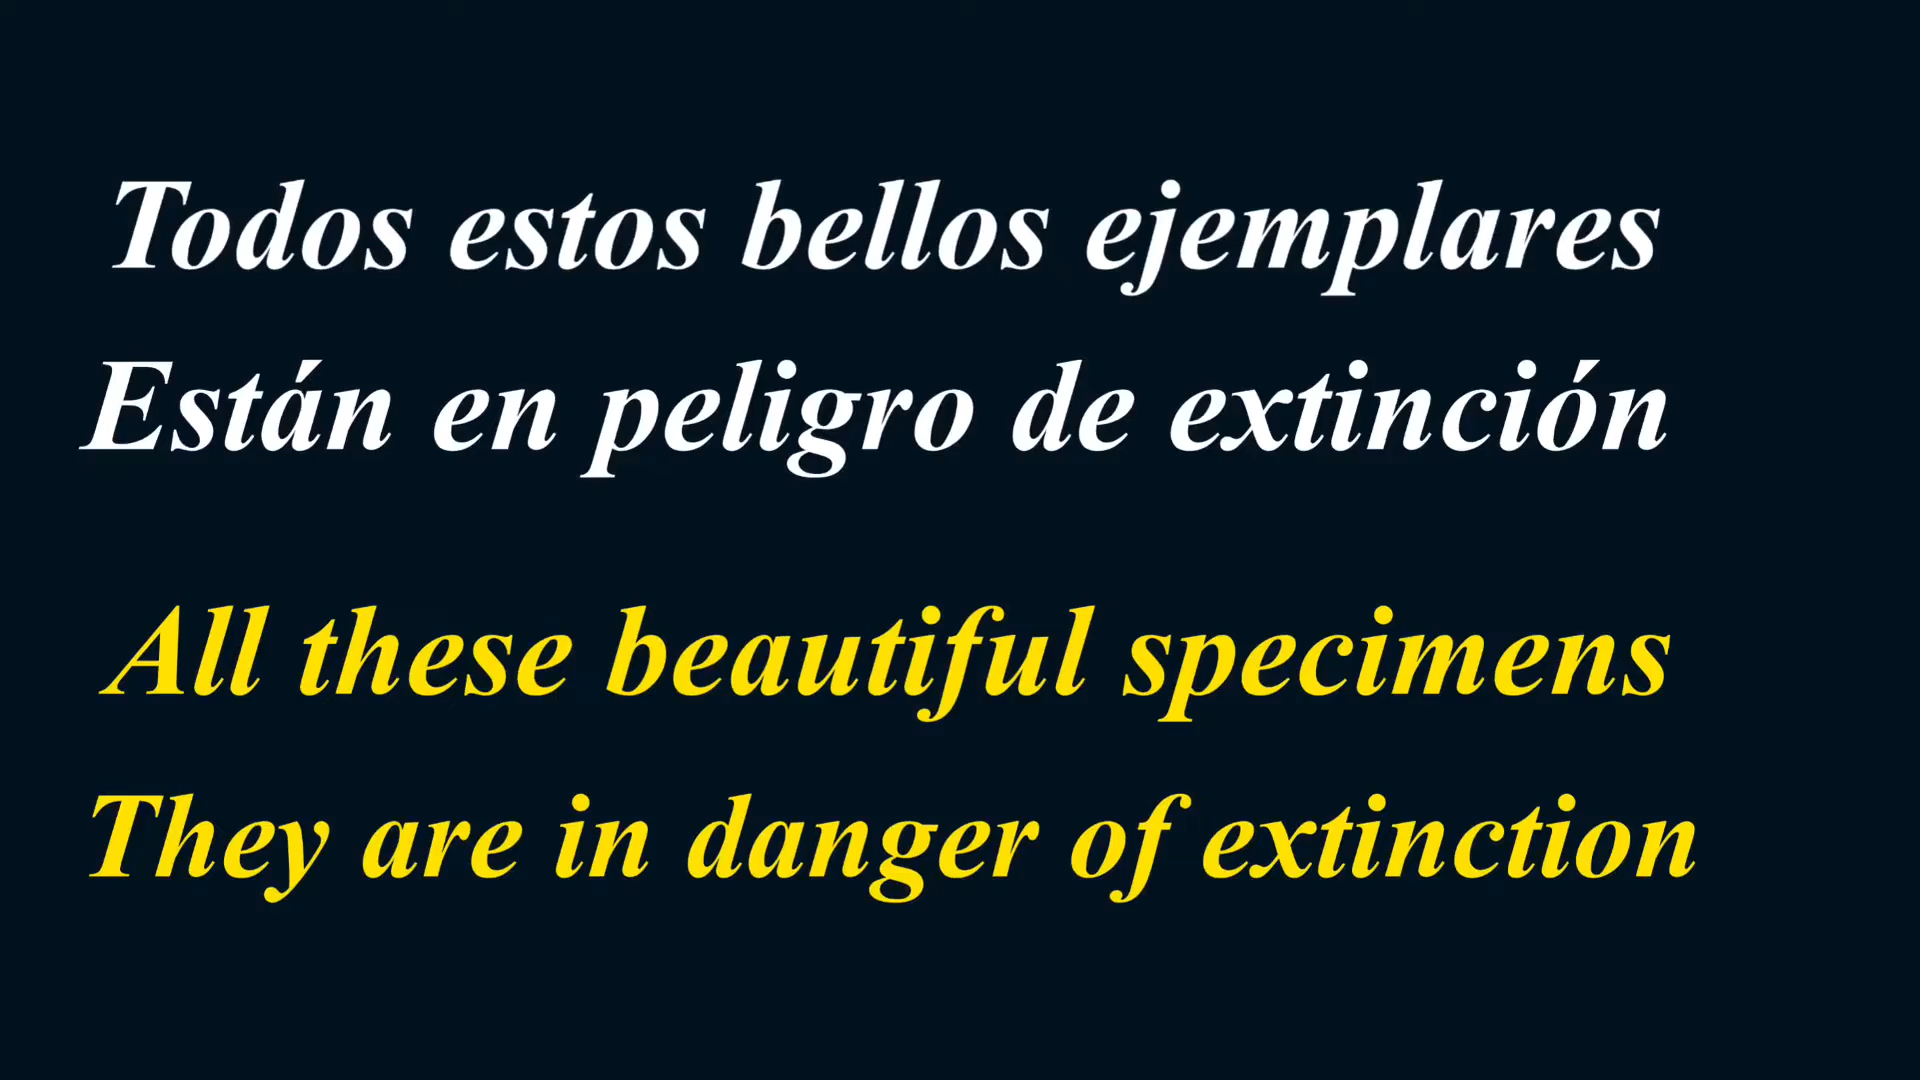 Todos estos bellos ejemplares
Están en peligro de extinción
All these beautiful specimens
They are in danger of extinction